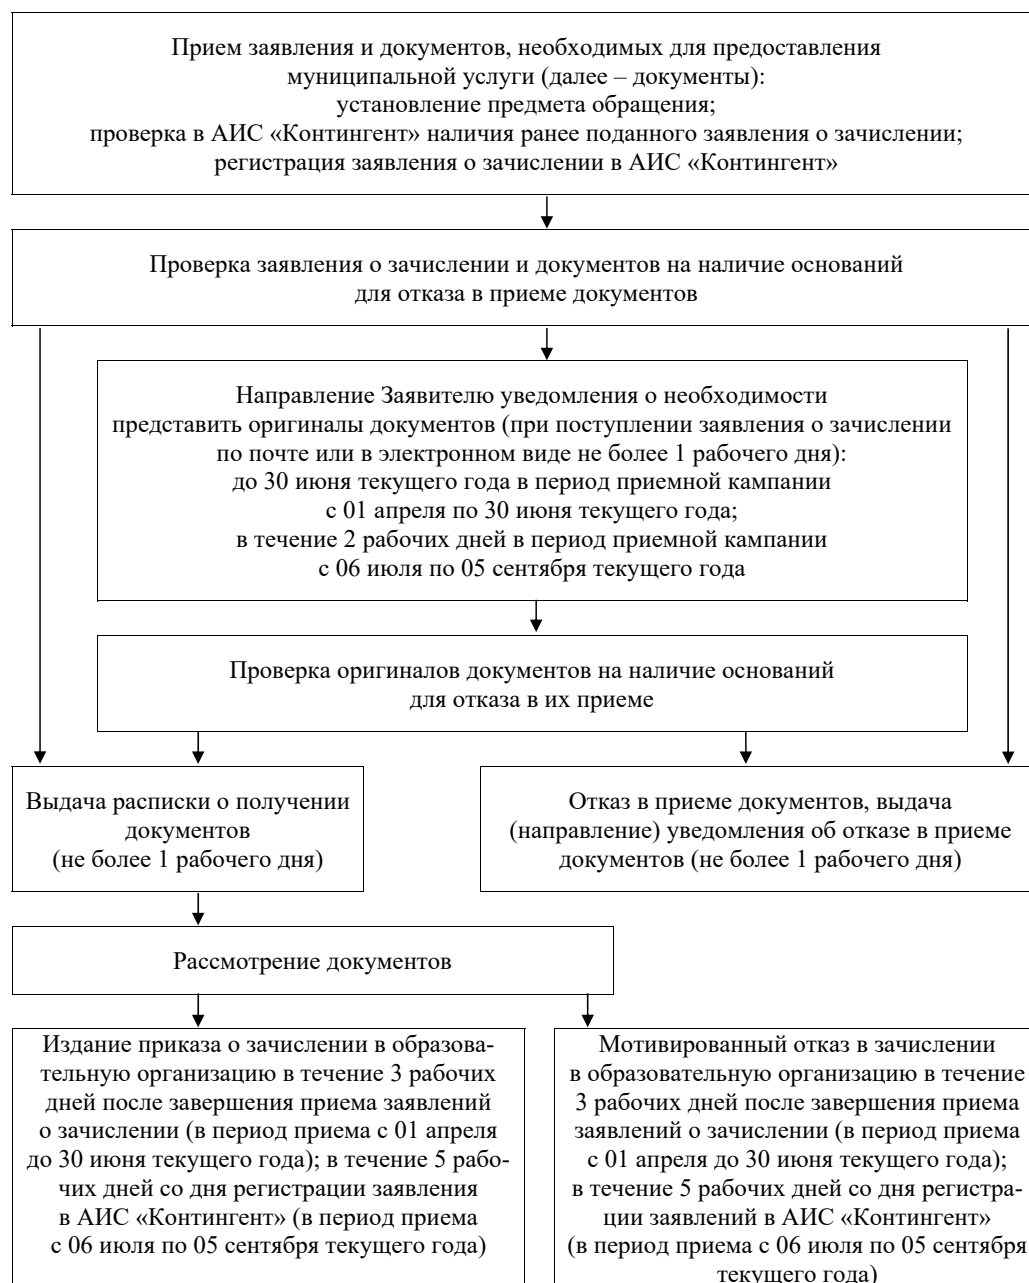 Прием заявления и документов, необходимых для предоставления
муниципальной услуги (далее – документы):
установление предмета обращения;
проверка в АИС «Контингент» наличия ранее поданного заявления о зачислении;
регистрация заявления о зачислении в АИС «Контингент»
Проверка заявления о зачислении и документов на наличие оснований
для отказа в приеме документов
Направление Заявителю уведомления о необходимости
представить оригиналы документов (при поступлении заявления о зачислении
по почте или в электронном виде не более 1 рабочего дня):
до 30 июня текущего года в период приемной кампании
с 01 апреля по 30 июня текущего года;
в течение 2 рабочих дней в период приемной кампании
с 06 июля по 05 сентября текущего года
Проверка оригиналов документов на наличие оснований
для отказа в их приеме
Выдача расписки о получении
документов
(не более 1 рабочего дня)
Отказ в приеме документов, выдача
(направление) уведомления об отказе в приеме
документов (не более 1 рабочего дня)
Рассмотрение документов
Издание приказа о зачислении в образова-
тельную организацию в течение 3 рабочих
дней после завершения приема заявлений
о зачислении (в период приема с 01 апреля
до 30 июня текущего года); в течение 5 рабо-
чих дней со дня регистрации заявления
в АИС «Контингент» (в период приема
с 06 июля по 05 сентября текущего года)
Мотивированный отказ в зачислении
в образовательную организацию в течение
3 рабочих дней после завершения приема
заявлений о зачислении (в период приема
с 01 апреля до 30 июня текущего года);
в течение 5 рабочих дней со дня регистра-
ции заявлений в АИС «Контингент»
(в период приема с 06 июля по 05 сентября
текущего года)